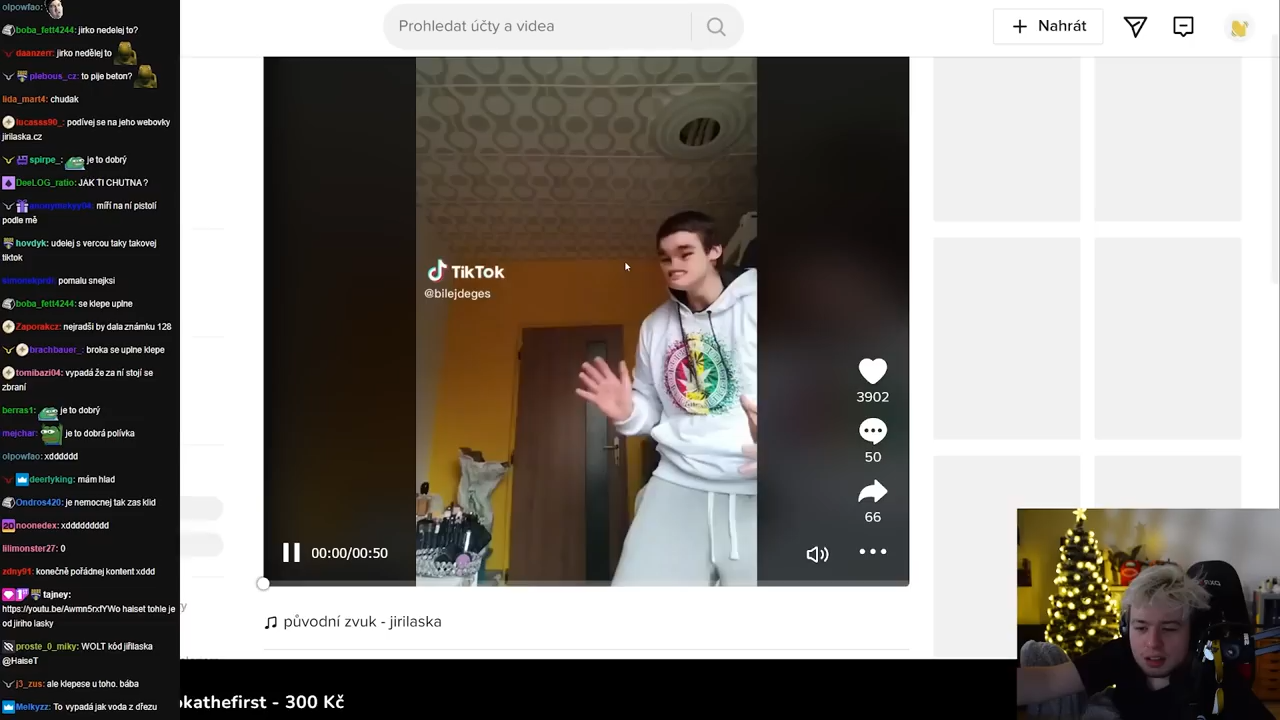 olpowfao:
boba_fett4244: jirko nedelej to?
daanzerr: jirko nedělej to
plebous_cz: to pije beton?
lida_mart4: chudak
lucasss90_: podívej se na jeho webovky
jirilaska.cz
spirpe_: je to dobrý
DeeLOG_ratio: JAK TI CHUTNA ?
míří na ní pistolí
podle mě
hovdyk: udelej s vercou taky takovej
tiktok
pomalu snejksi
boba_fett4244: se klepe uplne
Zaporakcz: nejradši by dala známku 128
brachbauer_: broka se uplne klepe
tomibazi04: vypadá že za ní stojí se
zbraní
berras1: je to dobrý
mejchar: je to dobrá polívka
olpowfao: xdddddd
deerlyking: mám hlad
Ondros420: je nemocnej tak zas klid
noonedex: xddddddddd
lilimonster27: 0
zdny91: konečně pořádnej kontent xddd
tajney:
https://youtu.be/Awmn5rxfYWo haiset tohle je
od jiriho lasky
proste_0_miky: WOLT kód jiřilaska
@HaiseT
j3_zus: ale klepese u toho. bába
Melkyzz: To vypadá jak voda z dřezu
Prohledat účty a videa
Nahrát
TikTok
@bilejdeges
3902
50
66
00:00/00:50
původní zvuk - jirilaska
okathefirst - 300 Kč